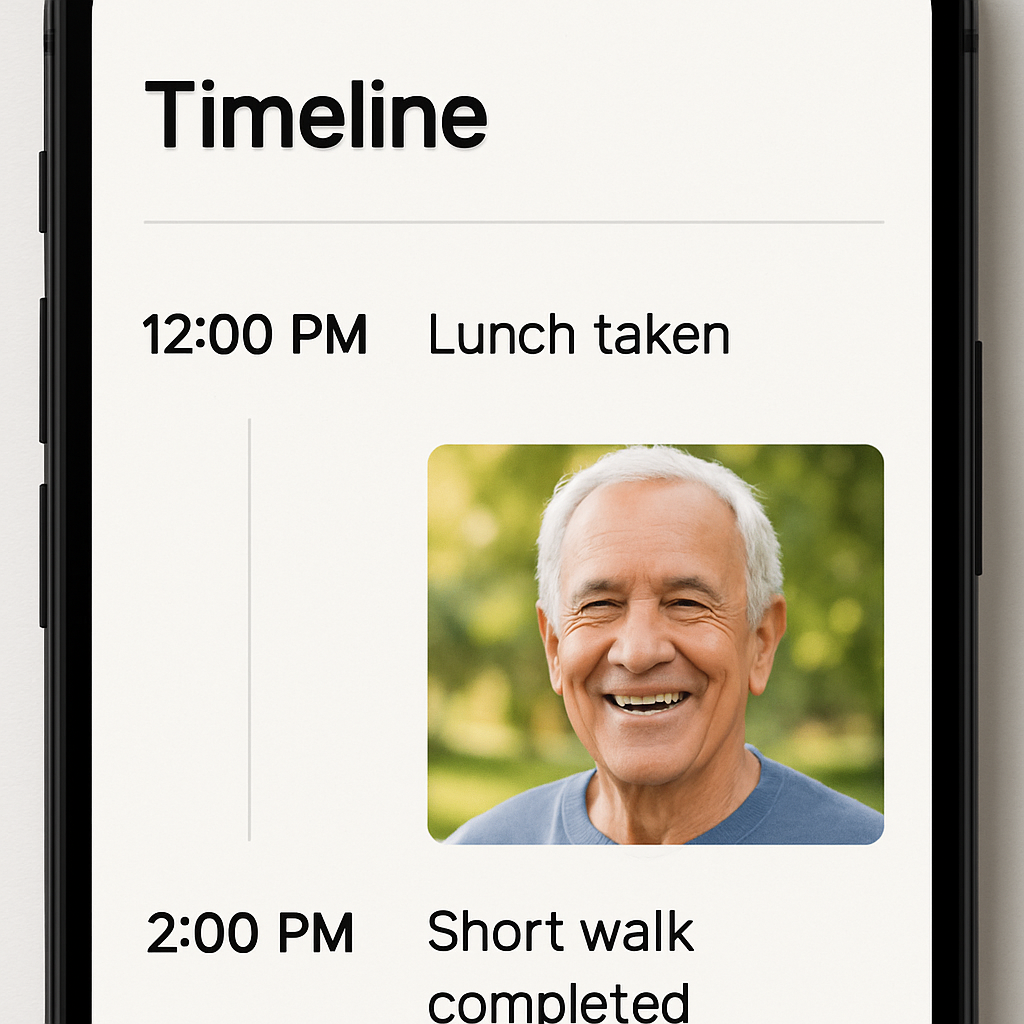 Timeline
12:00 PM Lunch taken
2:00 PM Short walk
completed